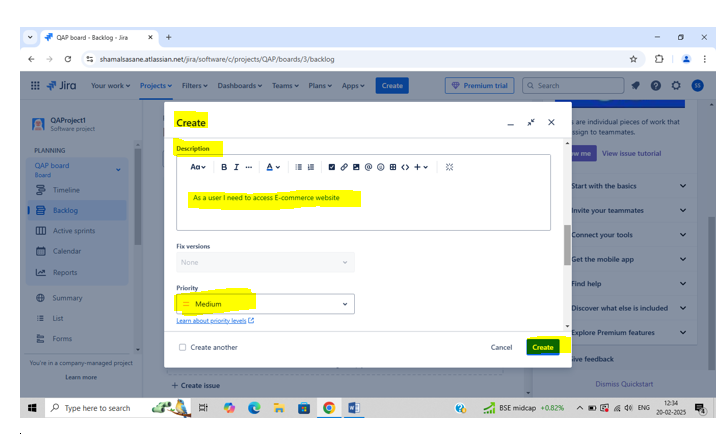 QAP board - Backlog - Jira
shamalsasane.atlassian.net/jira/software/c/projects/QAP/boards/3/backlog
Jira Your work Projects Filters Dashboards Teams Plans Apps Create Premium trial Search
QAProject1
Software project
PLANNING
QAP board
Board
Timeline
Backlog
Active sprints
Calendar
Reports
Summary
List
Forms
You're in a company-managed project
Learn more
Create
Description
Aa B I A
As a user I need to access E-commerce website
Fix versions
None
Priority
Medium
Learn about priority levels
Create another Cancel Create
Create issue
s are individual pieces of work that
assign to teammates.
View issue tutorial
Start with the basics
Invite your teammates
Connect your tools
Get the mobile app
Find help
Discover what else is included
Explore Premium features
ive feedback
Dismiss Quickstart
Type here to search
BSE midcap +0.82%
ENG
12:34
20-02-2025